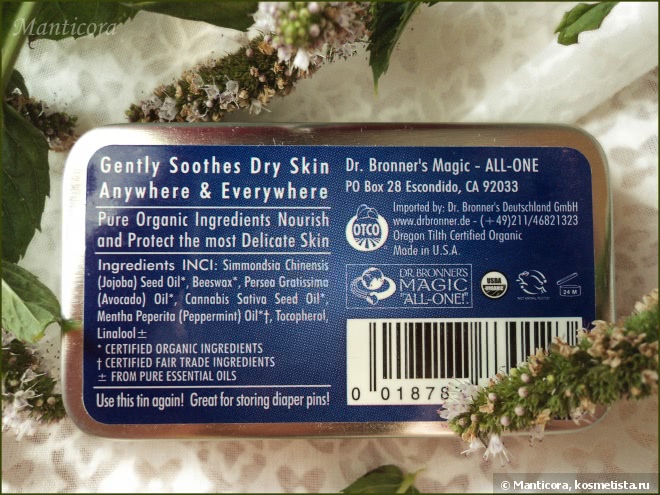 Manticora
Gently Soothes Dry Skin
Anywhere & Everywhere
Pure Organic Ingredients Nourish
and Protect the most Delicate Skin
Ingredients INCI: Simmondsia Chinensis
(Jojoba) Seed Oil*, Beeswax*, Persea Gratissima
(Avocado) Oil*, Cannabis Sativa Seed Oil*,
Mentha Peperita (Peppermint) Oil*†, Tocopherol,
Linalool±
* CERTIFIED ORGANIC INGREDIENTS
† CERTIFIED FAIR TRADE INGREDIENTS
± FROM PURE ESSENTIAL OILS
Use this tin again! Great for storing diaper pins!
Dr. Bronner's Magic - ALL-ONE
PO Box 28 Escondido, CA 92033
Imported by: Dr. Bronner's Deutschland GmbH
www.drbronner.de - (+49)211/46821323
Oregon Tilth Certified Organic
Made in U.S.A.
OTCO
DR. BRONNER'S
MAGIC
"ALL-ONE!"
USDA
ORGANIC
24 M
0 01878
© Manticora, kosmetista.ru